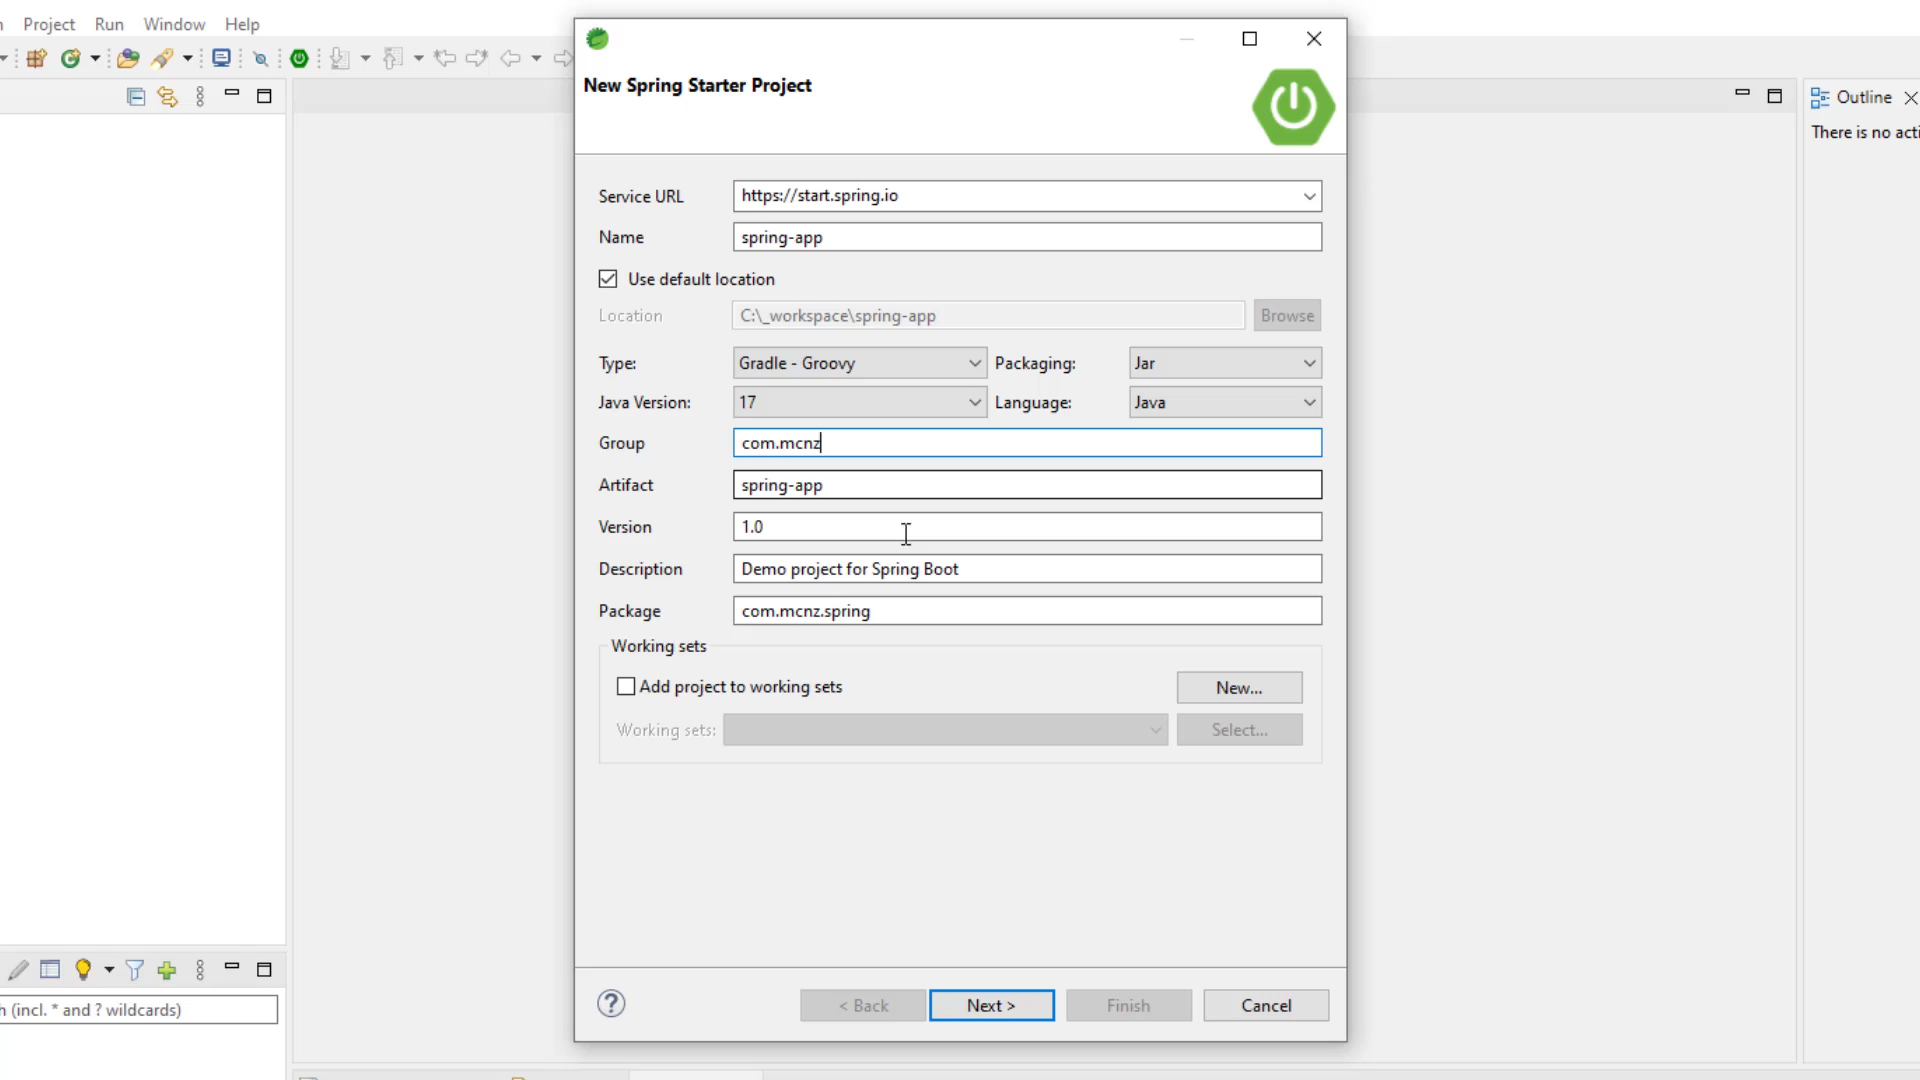 Project Run Window Help
New Spring Starter Project
Outline
There is no acti
Service URL https://start.spring.io
Name spring-app
Use default location
Location C:\_workspace\spring-app Browse
Type: Gradle - Groovy Packaging: Jar
Java Version: 17 Language: Java
Group com.mcnz
Artifact spring-app
Version 1.0
Description Demo project for Spring Boot
Package com.mcnz.spring
Working sets
Add project to working sets New...
Working sets: Select...
h (incl. * and ? wildcards)
< Back Next > Finish Cancel